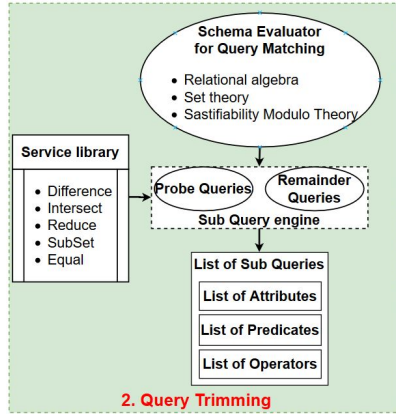 Schema Evaluator
for Query Matching
• Relational algebra
• Set theory
• Sastifiability Modulo Theory
Service library
• Difference
• Intersect
• Reduce
• SubSet
• Equal
Probe Queries
Remainder
Queries
Sub Query engine
List of Sub Queries
List of Attributes
List of Predicates
List of Operators
2. Query Trimming